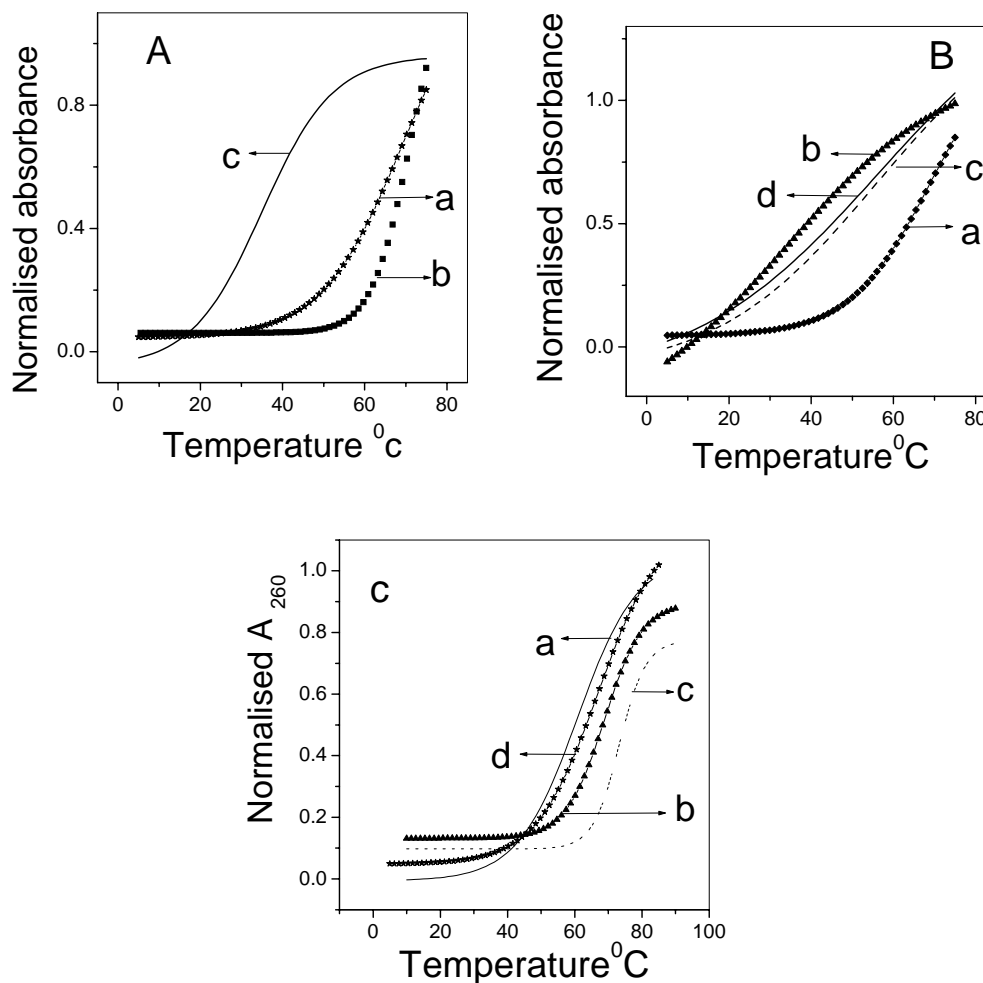 A
Normalised absorbance
0.8
0.4
0.0
c
a
b
0 20 40 60 80
Temperature ⁰c
B
Normalised absorbance
1.0
0.5
0.0
b
c
d
a
0 20 40 60 80
Temperature⁰C
c
Normalised A 260
1.0
0.8
0.6
0.4
0.2
0.0
a
c
d
b
0 20 40 60 80 100
Temperature⁰C